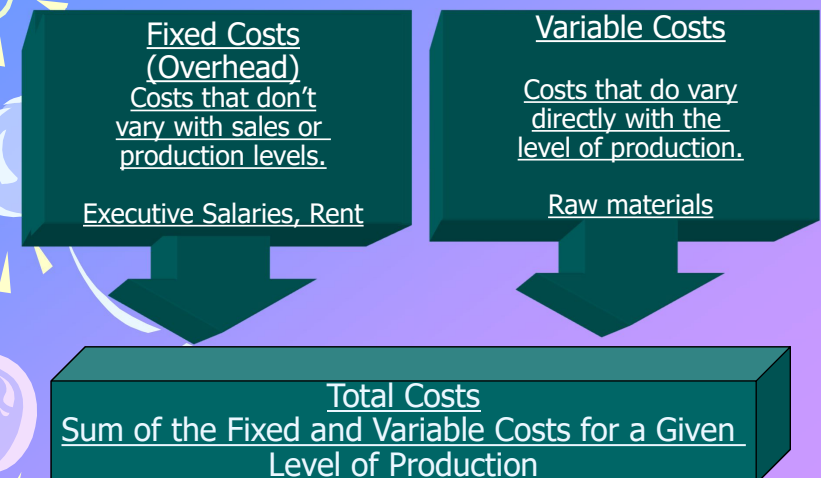 Fixed Costs
(Overhead)
Costs that don’t
vary with sales or
production levels.
Executive Salaries, Rent
Variable Costs
Costs that do vary
directly with the
level of production.
Raw materials
Total Costs
Sum of the Fixed and Variable Costs for a Given
Level of Production